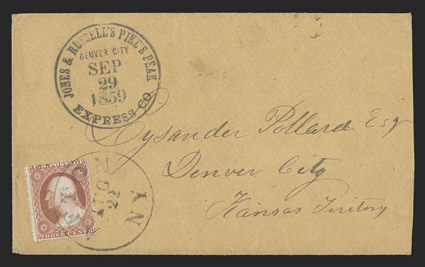 JONES & RUSSELL'S PIKE'S PEAK
DENVER CITY
SEP
29
1859
EXPRESS CO
Lysander Pollard Esq
Denver City
Kansas Territory
U.S. POSTAGE
THREE CENTS
22
N.Y